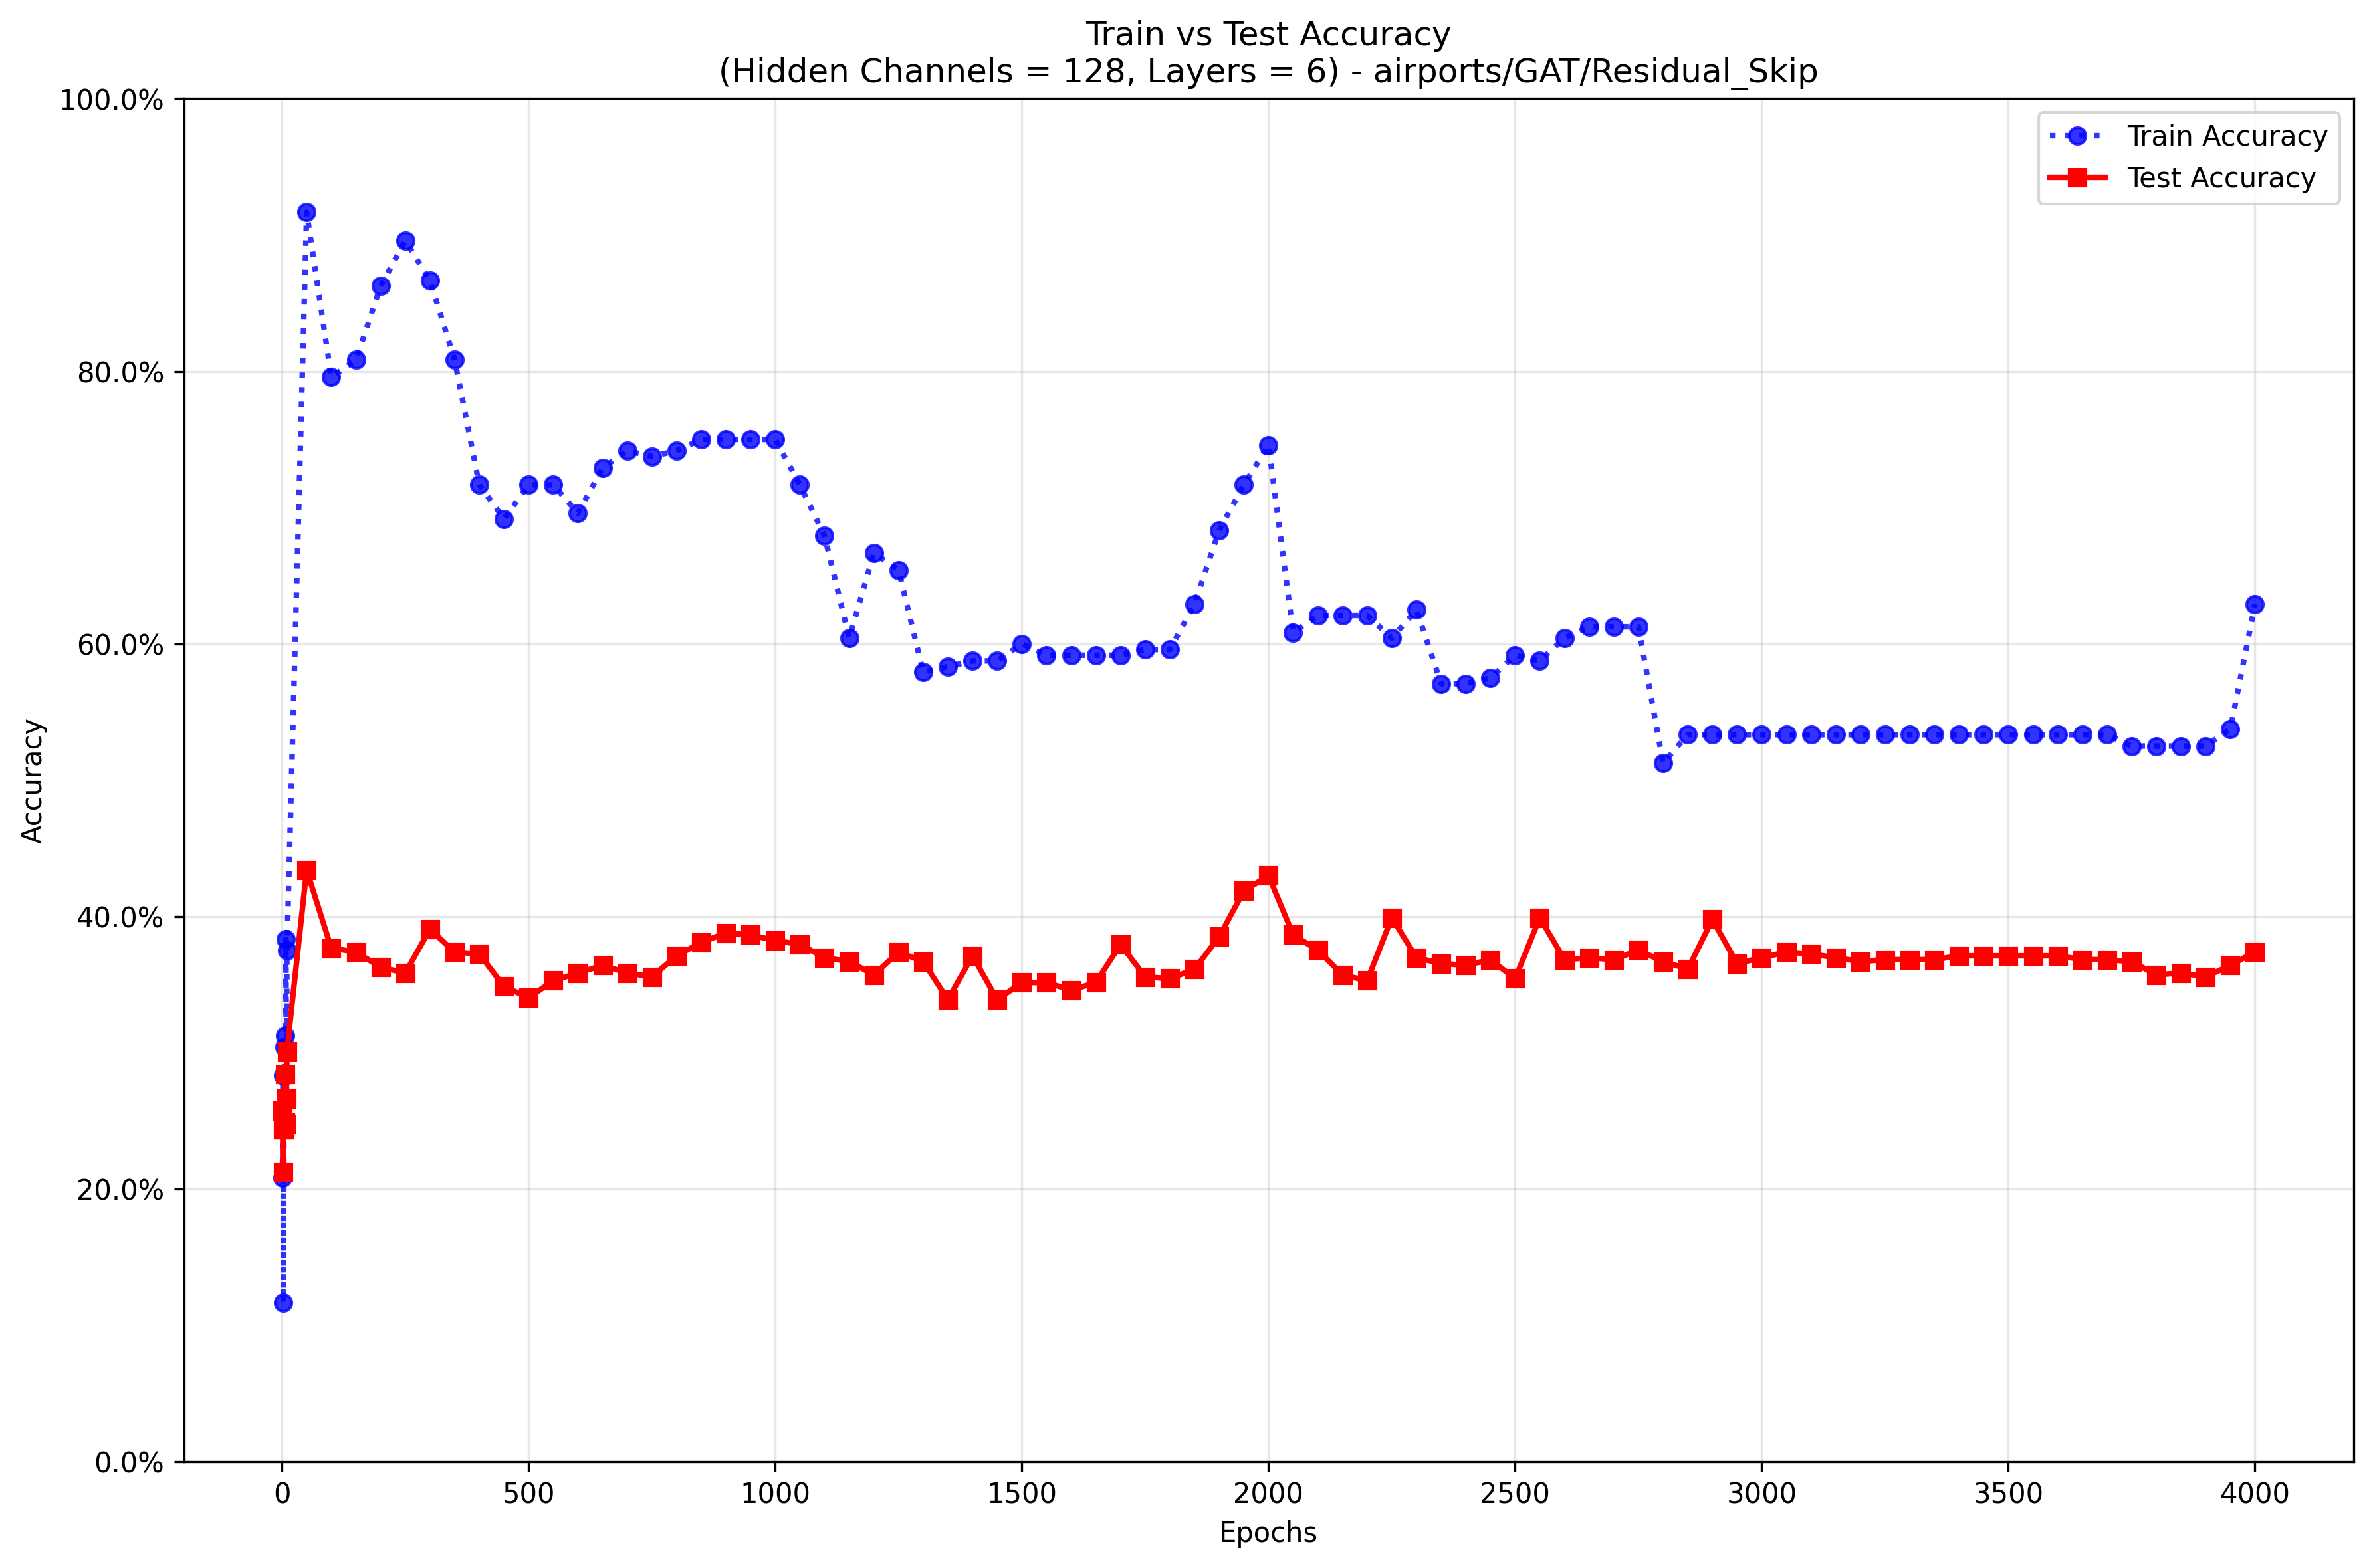 Train vs Test Accuracy
(Hidden Channels = 128, Layers = 6) - airports/GAT/Residual_Skip
100.0%
80.0%
60.0%
40.0%
20.0%
0.0%
Accuracy
Train Accuracy
Test Accuracy
0 500 1000 1500 2000 2500 3000 3500 4000
Epochs